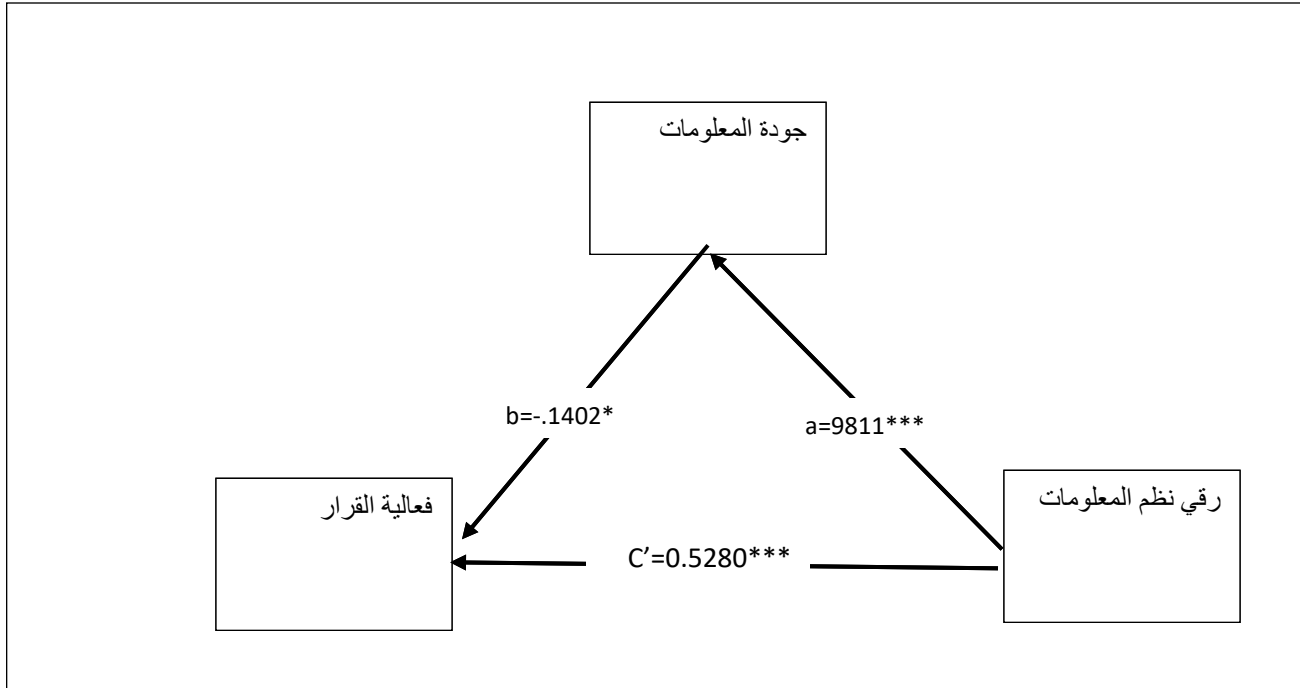 جودة المعلومات
b=-.1402*
a=9811***
فعالية القرار
رقي نظم المعلومات
C’=0.5280***